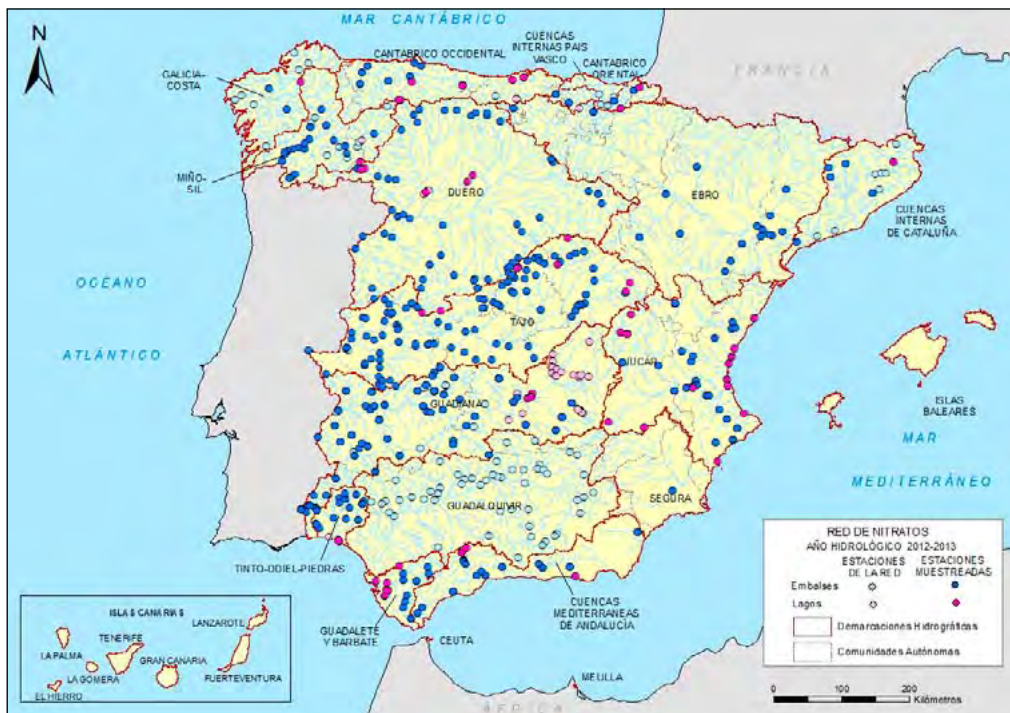 N
MAR CANTÁBRICO
CANTABRICO OCCIDENTAL
CUENCAS
INTERNAS PAIS
VASCO
CANTABRICO
ORIENTAL
FRANCIA
GALICIA-
COSTA
MIÑO-
SIL
DUERO
EBRO
CUENCAS
INTERNAS
DE CATALUÑA
OCÉANO
ATLÁNTICO
TAJO
JUCAR
ISLAS
BALEARES
GUADIANA
MAR
MEDITERRÁNEO
SEGURA
GUADALQUIVIR
TINTO-ODIEL-PIEDRAS
CUENCAS
MEDITERRANEAS
DE ANDALUCÍA
GUADALETE
Y BARBATE
CEUTA
MELILLA
ÁFRICA
ISLAS CANARIAS
LANZAROTE
LA PALMA
TENERIFE
GRAN CANARIA
LA GOMERA
EL HIERRO
FUERTEVENTURA
RED DE NITRATOS
AÑO HIDROLÓGICO 2012-2013
ESTACIONES
DE LA RED
ESTACIONES
MUESTREADAS
Embalses
Lagos
Demarcaciones Hidrográficas
Comunidades Autónomas
0 100 200
Kilómetros